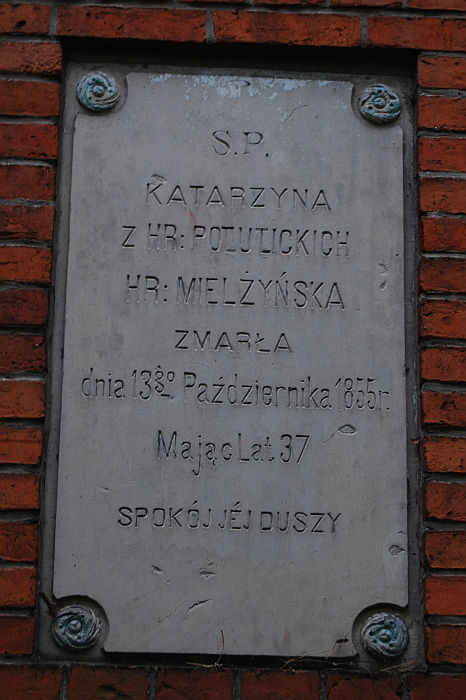 S.P.
KATARZYNA
Z HR: POTULICKICH
HR: MIELŻYŃSKA
ZMARŁA
dnia 13go Października 1855r.
Mając Lat 37
SPOKÓJ JÉJ DUSZY